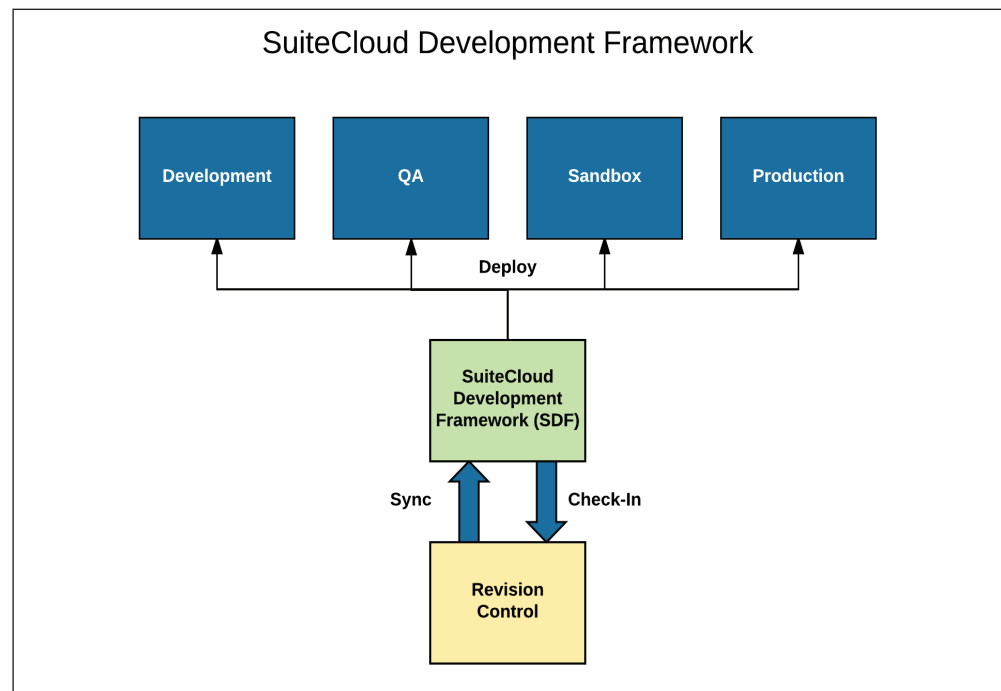 SuiteCloud Development Framework
Development
QA
Sandbox
Production
Deploy
SuiteCloud
Development
Framework (SDF)
Sync
Check-In
Revision
Control